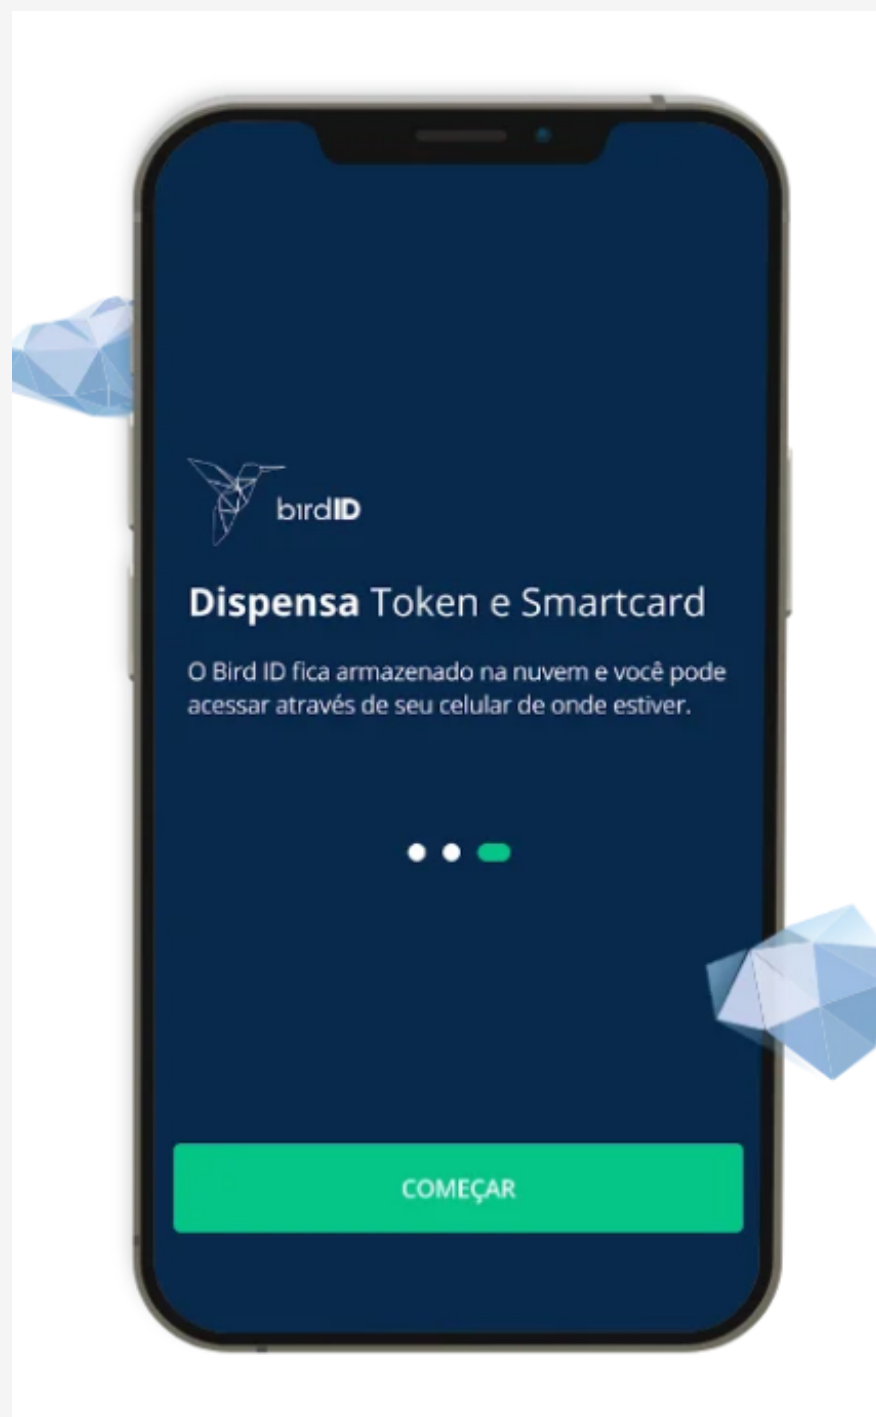 birdID
Dispensa Token e Smartcard
O Bird ID fica armazenado na nuvem e você pode
acessar através de seu celular de onde estiver.
COMEÇAR